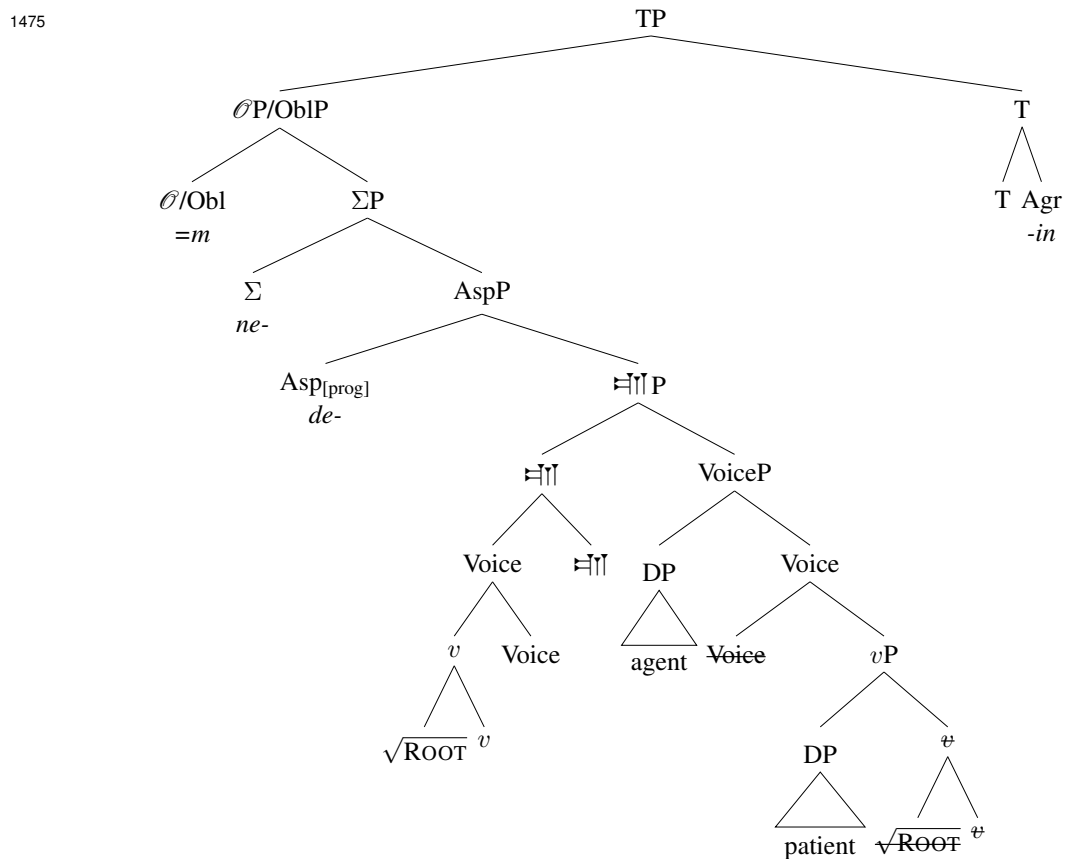 1475
TP
𝒪P/OblP T
𝒪/Obl ΣP T Agr
=m -in
Σ AspP
ne-
Asp[prog] 𒂊P
de-
𒂊 VoiceP
Voice 𒂊 DP Voice
v Voice agent Voice vP
√ROOT v DP v
patient √ROOT v